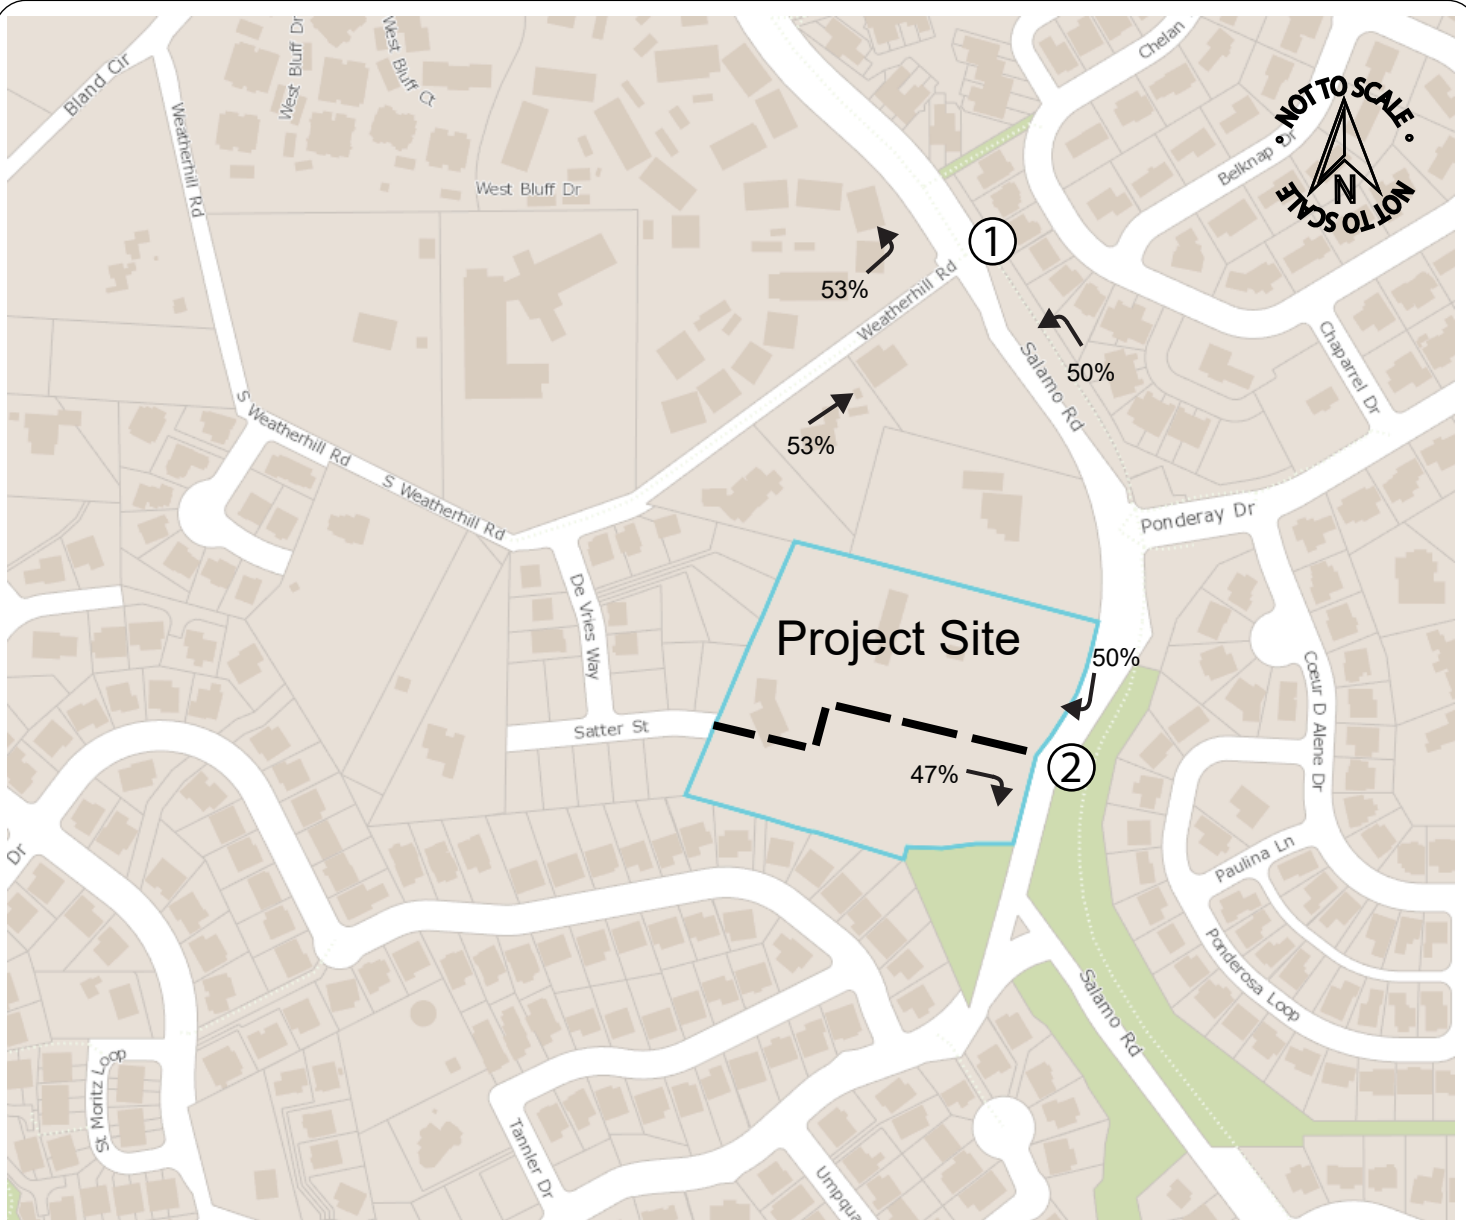 Bland Cir
West Bluff Dr
West Bluff Ct
Chelan
NOT TO SCALE
N
NOT TO SCALE
Weatherhill Rd
West Bluff Dr
Belknap Dr
1
53%
Weatherhill Rd
50%
Salamo Rd
Chaparrel Dr
53%
S Weatherhill Rd
S Weatherhill Rd
Ponderay Dr
De Vries Way
Project Site
50%
Coeur D Alene Dr
Satter St
47%
2
Dr
Paulina Ln
Ponderosa Loop
Salamo Rd
St Moritz Loop
Tannler Dr
Umpqua